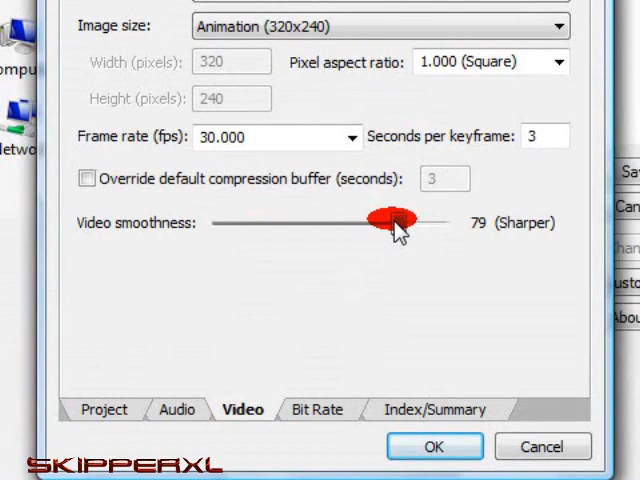 Image size: Animation (320x240)
Width (pixels): 320 Pixel aspect ratio: 1.000 (Square)
Height (pixels): 240
Frame rate (fps): 30.000 Seconds per keyframe: 3
Override default compression buffer (seconds): 3
Video smoothness: 79 (Sharper)
Project Audio Video Bit Rate Index/Summary
OK Cancel
SKIPPERXL